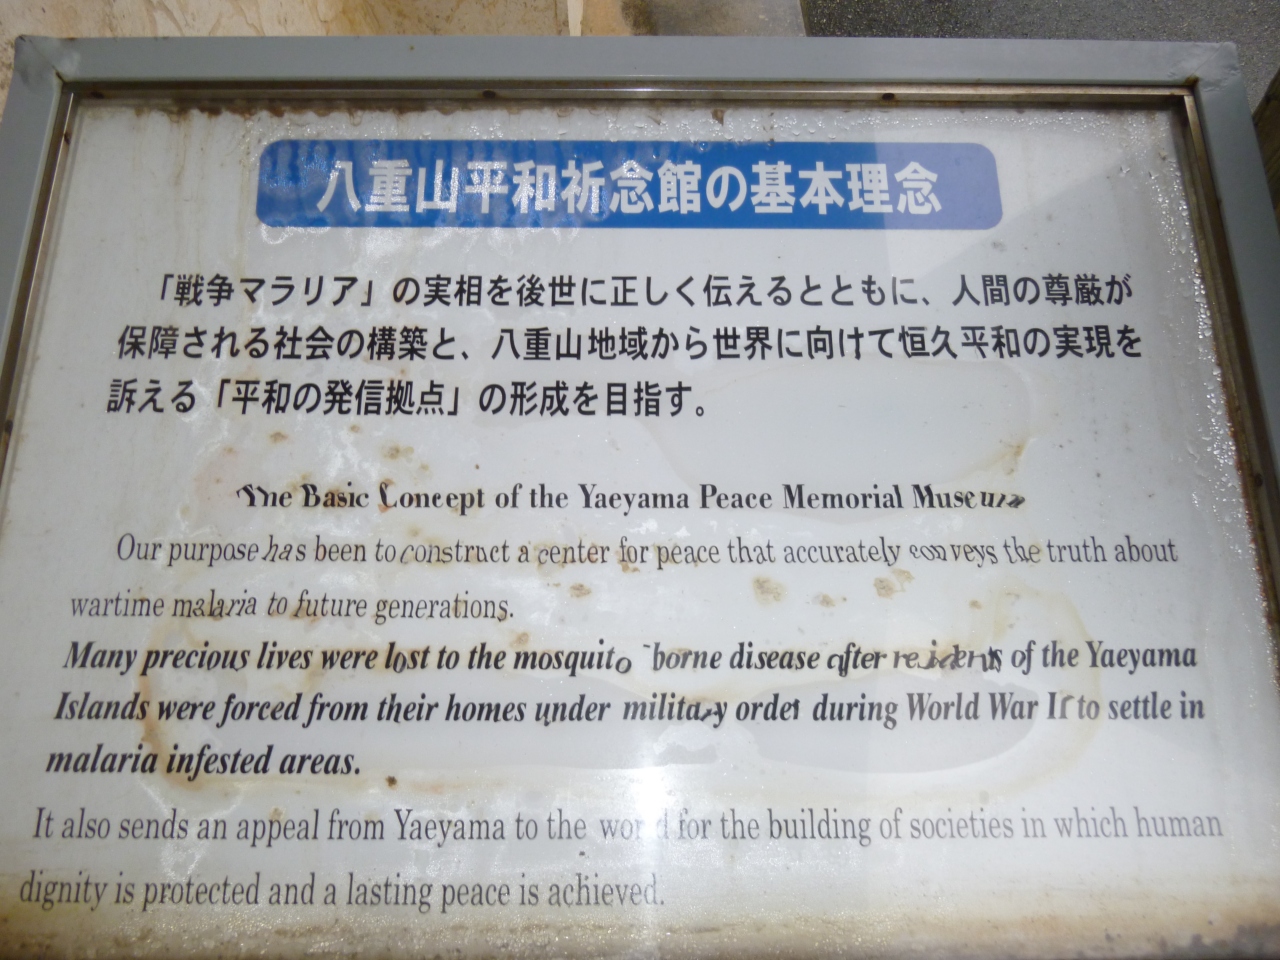 八重山平和祈念館の基本理念
「戦争マラリア」の実相を後世に正しく伝えるとともに、人間の尊厳が
保障される社会の構築と、八重山地域から世界に向けて恒久平和の実現を
訴える「平和の発信拠点」の形成を目指す。
The Basic Concept of the Yaeyama Peace Memorial Museum
Our purpose has been to construct a center for peace that accurately conveys the truth about
wartime malaria to future generations.
Many precious lives were lost to the mosquito-borne disease after residents of the Yaeyama
Islands were forced from their homes under military order during World War II to settle in
malaria infested areas.
It also sends an appeal from Yaeyama to the world for the building of societies in which human
dignity is protected and a lasting peace is achieved.